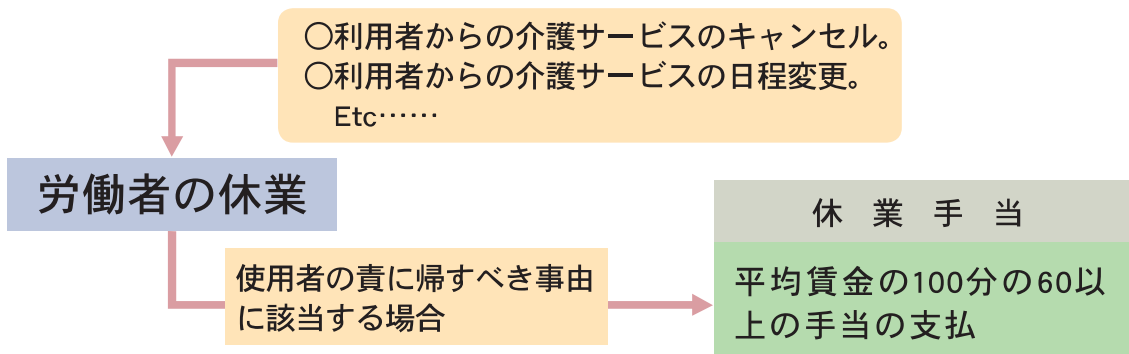 ○利用者からの介護サービスのキャンセル。
○利用者からの介護サービスの日程変更。
Etc……
労働者の休業
使用者の責に帰すべき事由
に該当する場合
休 業 手 当
平均賃金の100分の60以
上の手当の支払